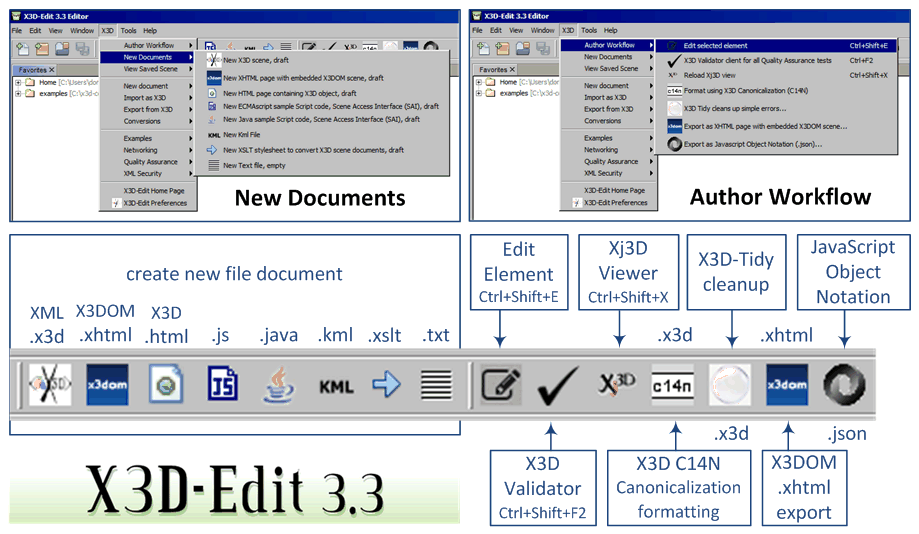 X3D-Edit 3.3 Editor
File Edit View Window X3D Tools Help
Favorites
Home [C:\Users\dor
examples [c:\x3d-c
Author Workflow
New Documents
View Saved Scene
New document
Import as X3D
Export from X3D
Conversions
Examples
Networking
Quality Assurance
XML Security
X3D-Edit Home Page
X3D-Edit Preferences
New X3D scene, draft
x3dom New XHTML page with embedded X3DOM scene, draft
New HTML page containing X3D object, draft
New ECMAscript sample Script code, Scene Access Interface (SAI), draft
New Java sample Script code, Scene Access Interface (SAI), draft
KML New Kml File
New XSLT stylesheet to convert X3D scene documents, draft
New Text file, empty
New Documents
X3D-Edit 3.3 Editor
File Edit View Window X3D Tools Help
Favorites
Home [C:\Users\dor
examples [c:\x3d-c
Author Workflow
New Documents
View Saved Scene
New document
Import as X3D
Export from X3D
Conversions
Examples
Networking
Quality Assurance
XML Security
X3D-Edit Home Page
X3D-Edit Preferences
Edit selected element Ctrl+Shift+E
X3D Validator client for all Quality Assurance tests Ctrl+F2
Reload Xj3D view Ctrl+Shift+X
c14n Format using X3D Canonicalization (C14N)
X3D Tidy cleans up simple errors...
x3dom Export as XHTML page with embedded X3DOM scene...
Export as Javascript Object Notation (.json)...
Author Workflow
create new file document
XML X3DOM X3D
.x3d .xhtml .html .js .java .kml .xslt .txt
Edit
Element
Ctrl+Shift+E
Xj3D
Viewer
Ctrl+Shift+X
X3D-Tidy
cleanup
JavaScript
Object
Notation
.x3d .xhtml
X3D x3dom JS KML X3D c14n x3dom
.x3d .json
X3D
Validator
Ctrl+Shift+F2
X3D C14N
Canonicalization
formatting
X3DOM
.xhtml
export
X3D-Edit 3.3